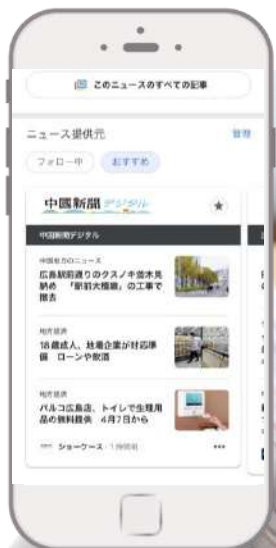 このニュースのすべての記事
ニュース提供元
管理
フォロー中
おすすめ
中國新聞 デジタル
中国新聞デジタル
中国地方のニュース
広島駅前通りのクスノキ並木見
納め 「駅前大橋線」の工事で
撤去
地方経済
18歳成人、地場企業が対応準
備 ローンや飲酒
地方経済
パルコ広島店、トイレで生理用
品の無料提供 4月7日から
ショーケース・1時間前